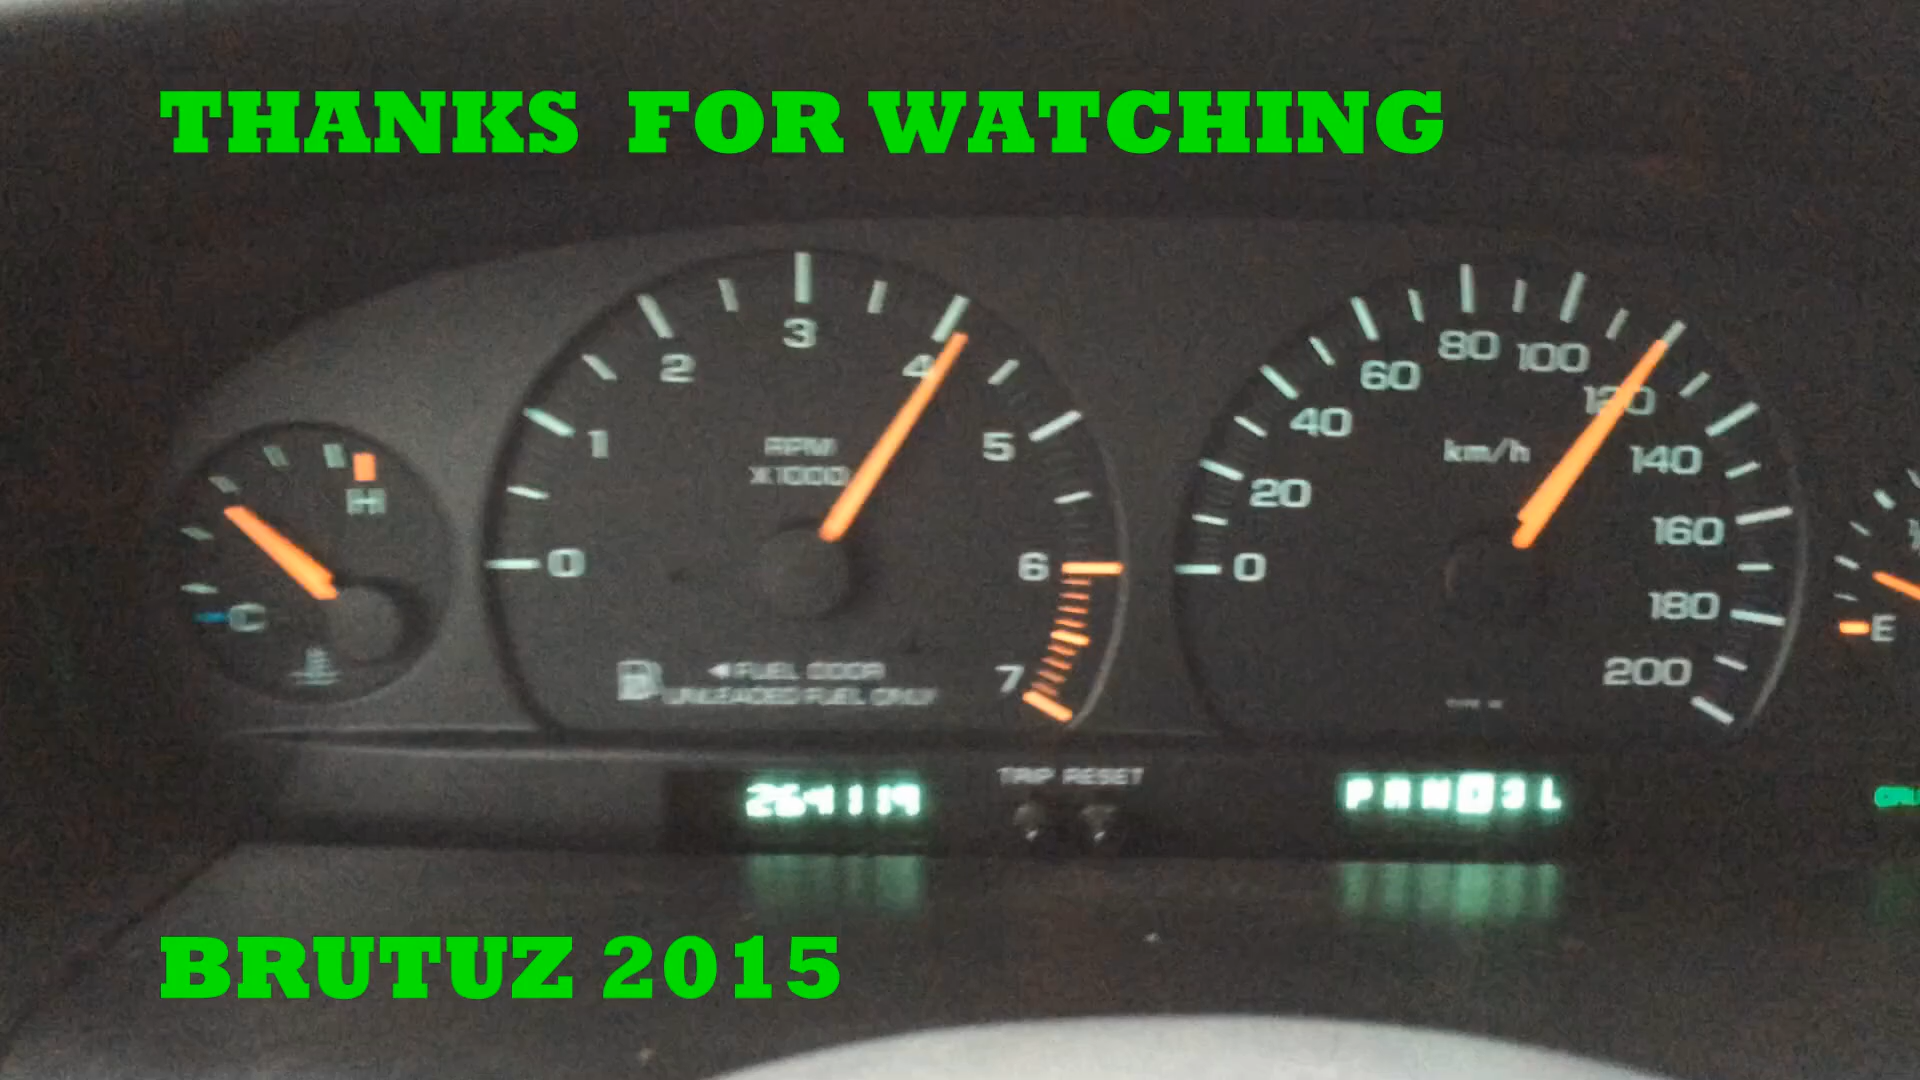 THANKS FOR WATCHING
H
C
0
1
2
3
4
5
6
7
RPM
X1000
◄ FUEL DOOR
UNLEADED FUEL ONLY
0
20
40
60
80
100
120
140
160
180
200
km/h
E
264119
TRIP RESET
P R N D 3 L
BRUTUZ 2015